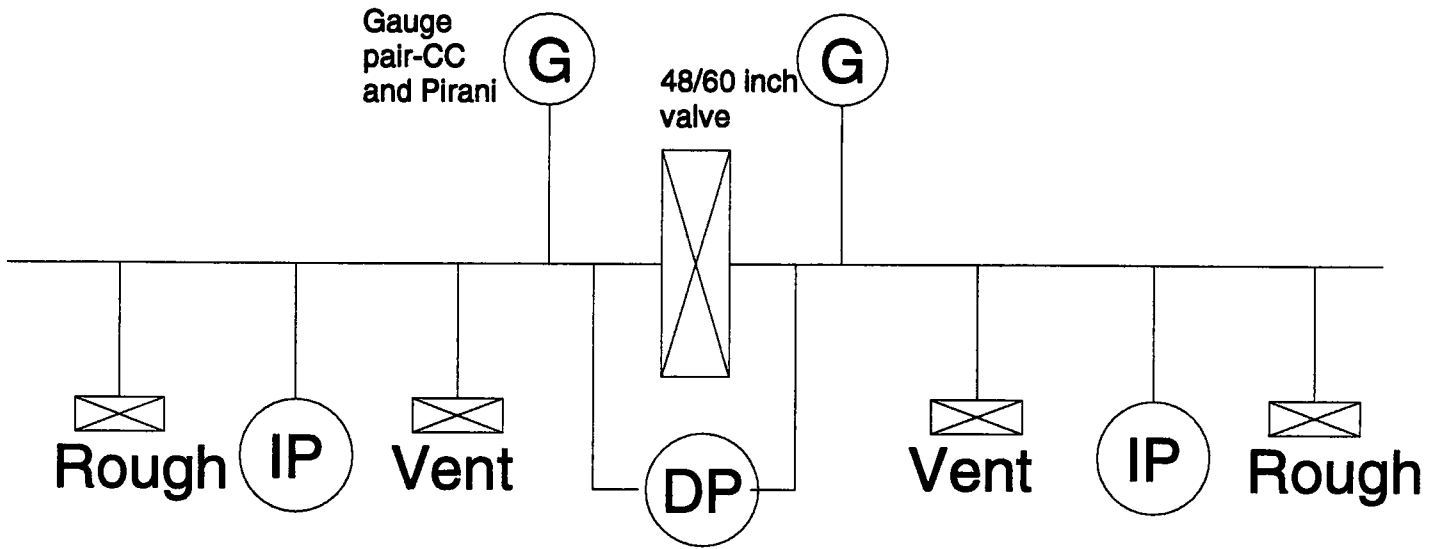 Gauge
pair-CC
and Pirani
G
48/60 inch
valve
G
Rough
IP
Vent
DP
Vent
IP
Rough